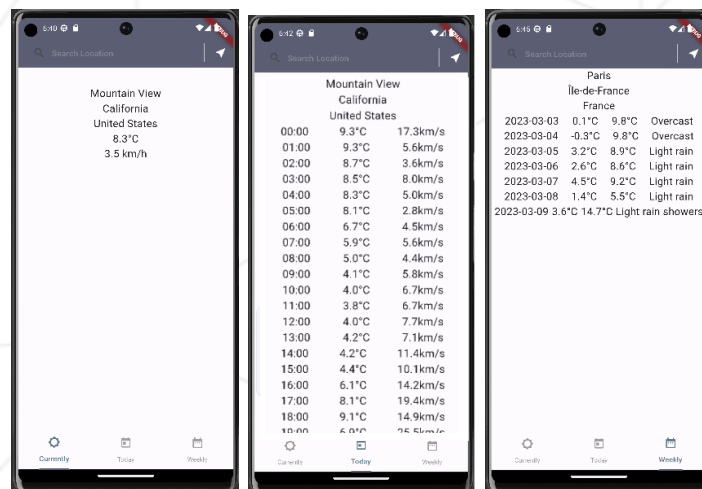 5:40
Search Location
Mountain View
California
United States
8.3°C
3.5 km/h
Currently
Today
Weekly
5:42
Search Location
Mountain View
California
United States
00:00 9.3°C 17.3km/s
01:00 9.3°C 5.6km/s
02:00 8.7°C 3.6km/s
03:00 8.5°C 8.0km/s
04:00 8.3°C 5.0km/s
05:00 8.1°C 2.8km/s
06:00 6.7°C 4.5km/s
07:00 5.9°C 5.6km/s
08:00 5.0°C 4.4km/s
09:00 4.1°C 5.8km/s
10:00 4.0°C 6.7km/s
11:00 3.8°C 6.7km/s
12:00 4.0°C 7.7km/s
13:00 4.2°C 7.1km/s
14:00 4.2°C 11.4km/s
15:00 4.4°C 10.1km/s
16:00 6.1°C 14.2km/s
17:00 8.1°C 19.4km/s
18:00 9.1°C 14.9km/s
19:00 6.9°C 25.5km/s
Currently
Today
Weekly
5:46
Search Location
Paris
Île-de-France
France
2023-03-03 0.1°C 9.8°C Overcast
2023-03-04 -0.3°C 9.8°C Overcast
2023-03-05 3.2°C 8.9°C Light rain
2023-03-06 2.6°C 8.6°C Light rain
2023-03-07 4.5°C 9.2°C Light rain
2023-03-08 1.4°C 5.5°C Light rain
2023-03-09 3.6°C 14.7°C Light rain showers
Currently
Today
Weekly